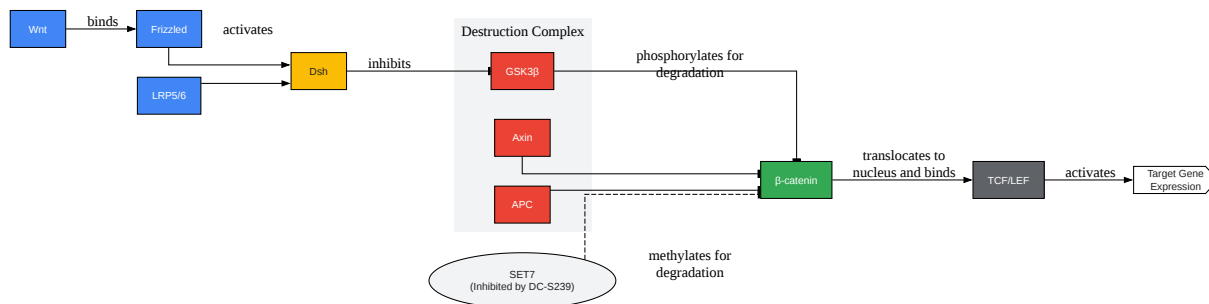 Wnt
binds
Frizzled
activates
LRP5/6
Dsh
inhibits
Destruction Complex
GSK3β
Axin
APC
phosphorylates for
degradation
β-catenin
translocates to
nucleus and binds
TCF/LEF
activates
Target Gene
Expression
SET7
(Inhibited by DC-S239)
methylates for
degradation